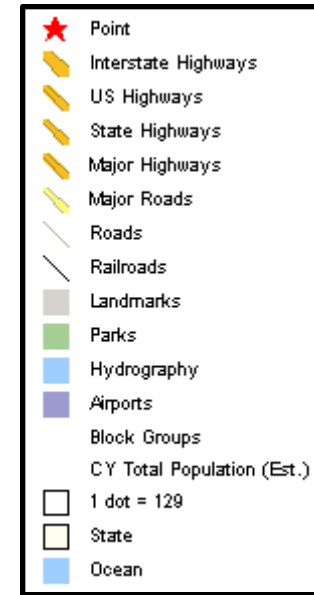 Point
Interstate Highways
US Highways
State Highways
Major Highways
Major Roads
Roads
Railroads
Landmarks
Parks
Hydrography
Airports
Block Groups
CY Total Population (Est.)
1 dot = 129
State
Ocean